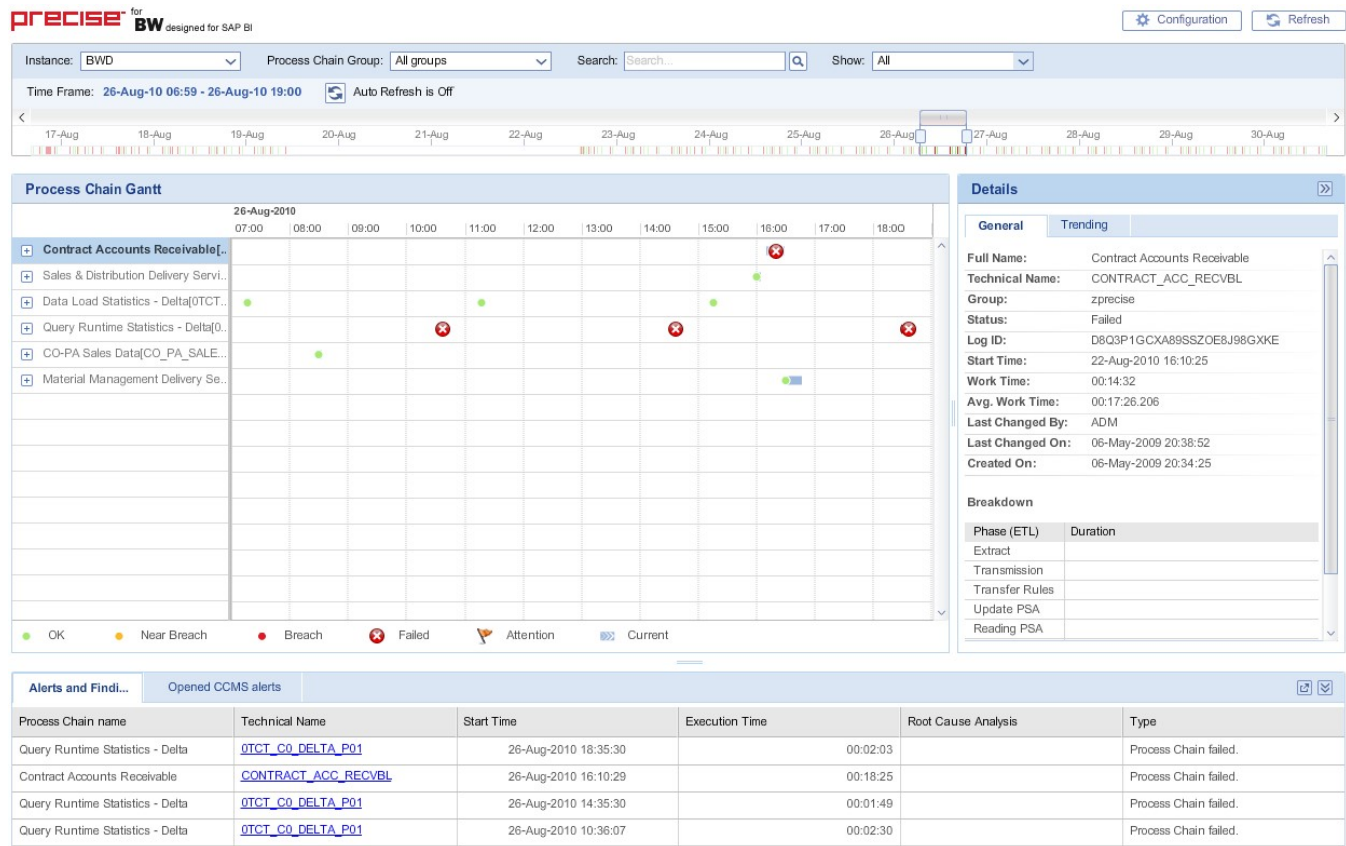 precise for BW designed for SAP BI
Configuration Refresh
Instance: BWD Process Chain Group: All groups Search: Search... Show: All
Time Frame: 26-Aug-10 06:59 - 26-Aug-10 19:00 Auto Refresh is Off
17-Aug 18-Aug 19-Aug 20-Aug 21-Aug 22-Aug 23-Aug 24-Aug 25-Aug 26-Aug 27-Aug 28-Aug 29-Aug 30-Aug
Process Chain Gantt
26-Aug-2010
07:00 08:00 09:00 10:00 11:00 12:00 13:00 14:00 15:00 16:00 17:00 18:00
Contract Accounts Receivable[..
Sales & Distribution Delivery Servi..
Data Load Statistics - Delta[0TCT..
Query Runtime Statistics - Delta[0..
CO-PA Sales Data[CO_PA_SALE...
Material Management Delivery Se..
OK Near Breach Breach Failed Attention Current
Details
General Trending
Full Name: Contract Accounts Receivable
Technical Name: CONTRACT_ACC_RECVBL
Group: zprecise
Status: Failed
Log ID: D8Q3P1GCXA89SSZOE8J98GXKE
Start Time: 22-Aug-2010 16:10:25
Work Time: 00:14:32
Avg. Work Time: 00:17:26.206
Last Changed By: ADM
Last Changed On: 06-May-2009 20:38:52
Created On: 06-May-2009 20:34:25
Breakdown
Phase (ETL) Duration
Extract
Transmission
Transfer Rules
Update PSA
Reading PSA
Alerts and Findi... Opened CCMS alerts
Process Chain name Technical Name Start Time Execution Time Root Cause Analysis Type
Query Runtime Statistics - Delta 0TCT_C0_DELTA_P01 26-Aug-2010 18:35:30 00:02:03 Process Chain failed.
Contract Accounts Receivable CONTRACT_ACC_RECVBL 26-Aug-2010 16:10:29 00:18:25 Process Chain failed.
Query Runtime Statistics - Delta 0TCT_C0_DELTA_P01 26-Aug-2010 14:35:30 00:01:49 Process Chain failed.
Query Runtime Statistics - Delta 0TCT_C0_DELTA_P01 26-Aug-2010 10:36:07 00:02:30 Process Chain failed.